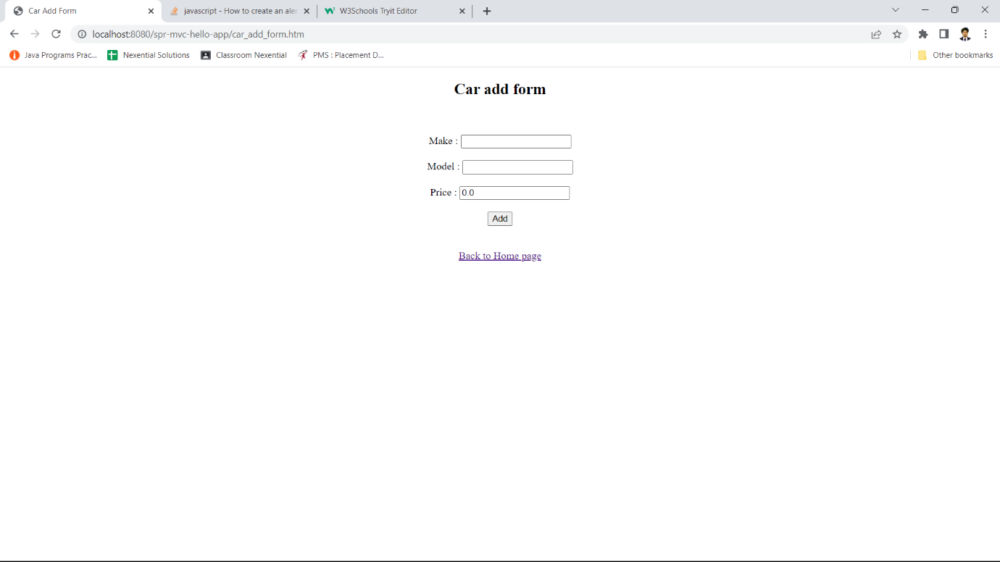 Car Add Form
javascript - How to create an aler
W3Schools Tryit Editor
localhost:8080/spr-mvc-hello-app/car_add_form.htm
Java Programs Prac...
Nexential Solutions
Classroom Nexential
PMS : Placement D...
Other bookmarks
Car add form
Make :
Model :
Price : 0.0
Add
Back to Home page